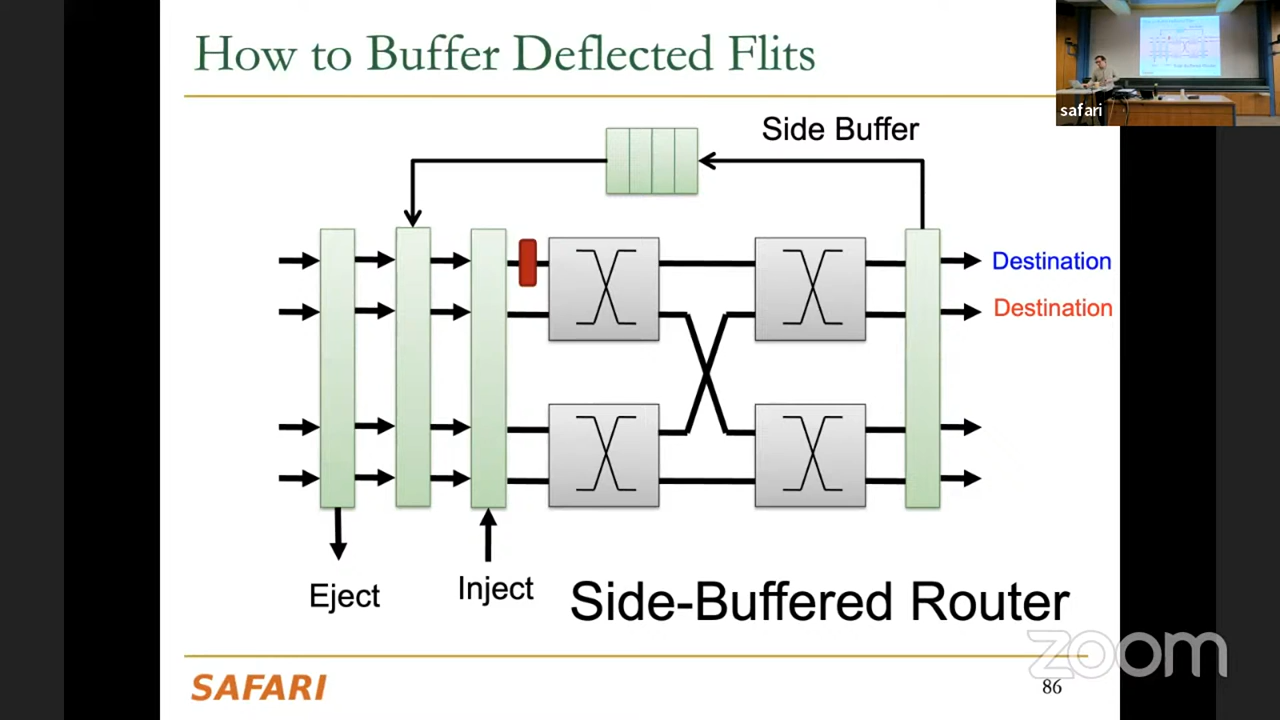 How to Buffer Deflected Flits
safari
Side Buffer
Destination
Destination
Eject
Inject
Side-Buffered Router
zoom
SAFARI
86